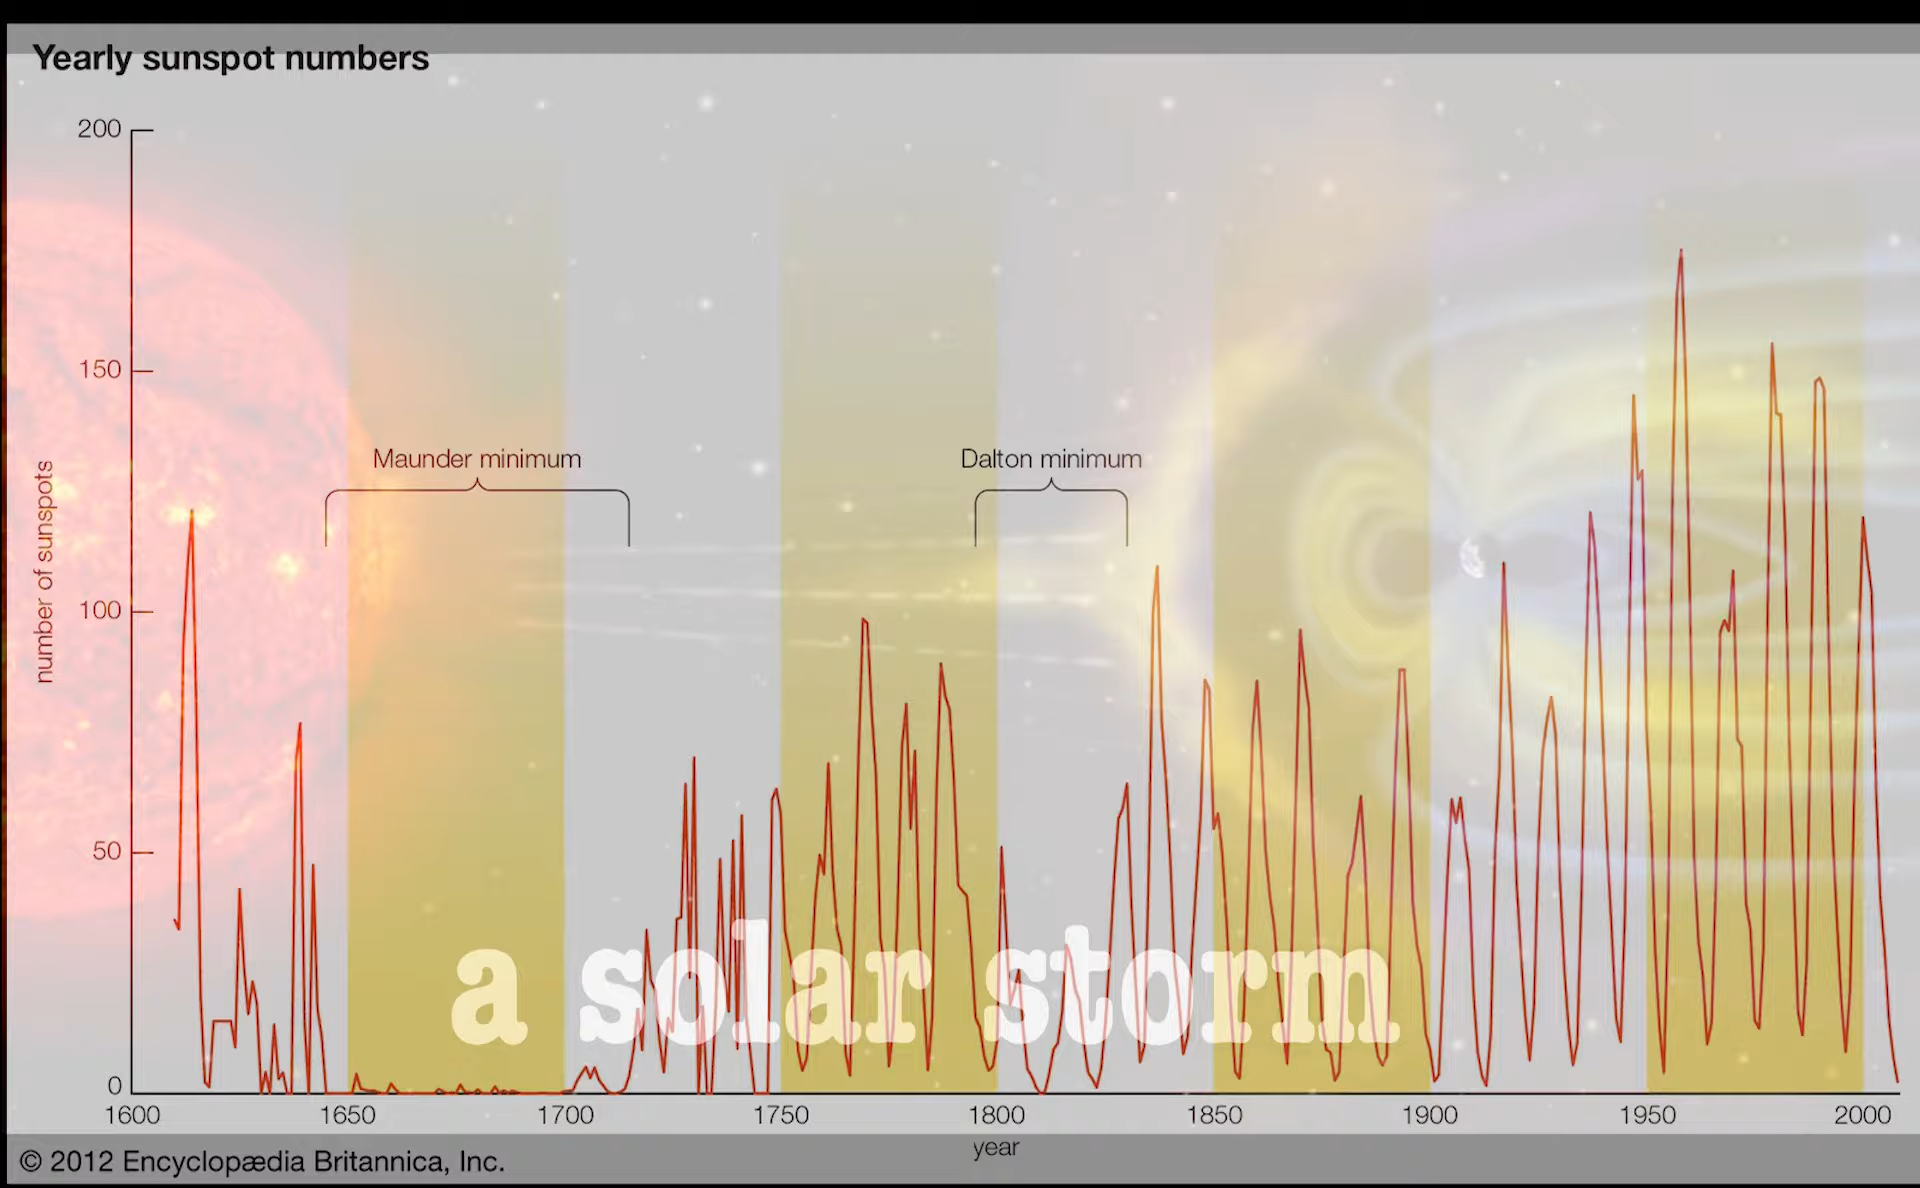 Yearly sunspot numbers
200
150
100
50
0
number of sunspots
Maunder minimum
Dalton minimum
a solar storm
1600 1650 1700 1750 1800 1850 1900 1950 2000
year
© 2012 Encyclopædia Britannica, Inc.